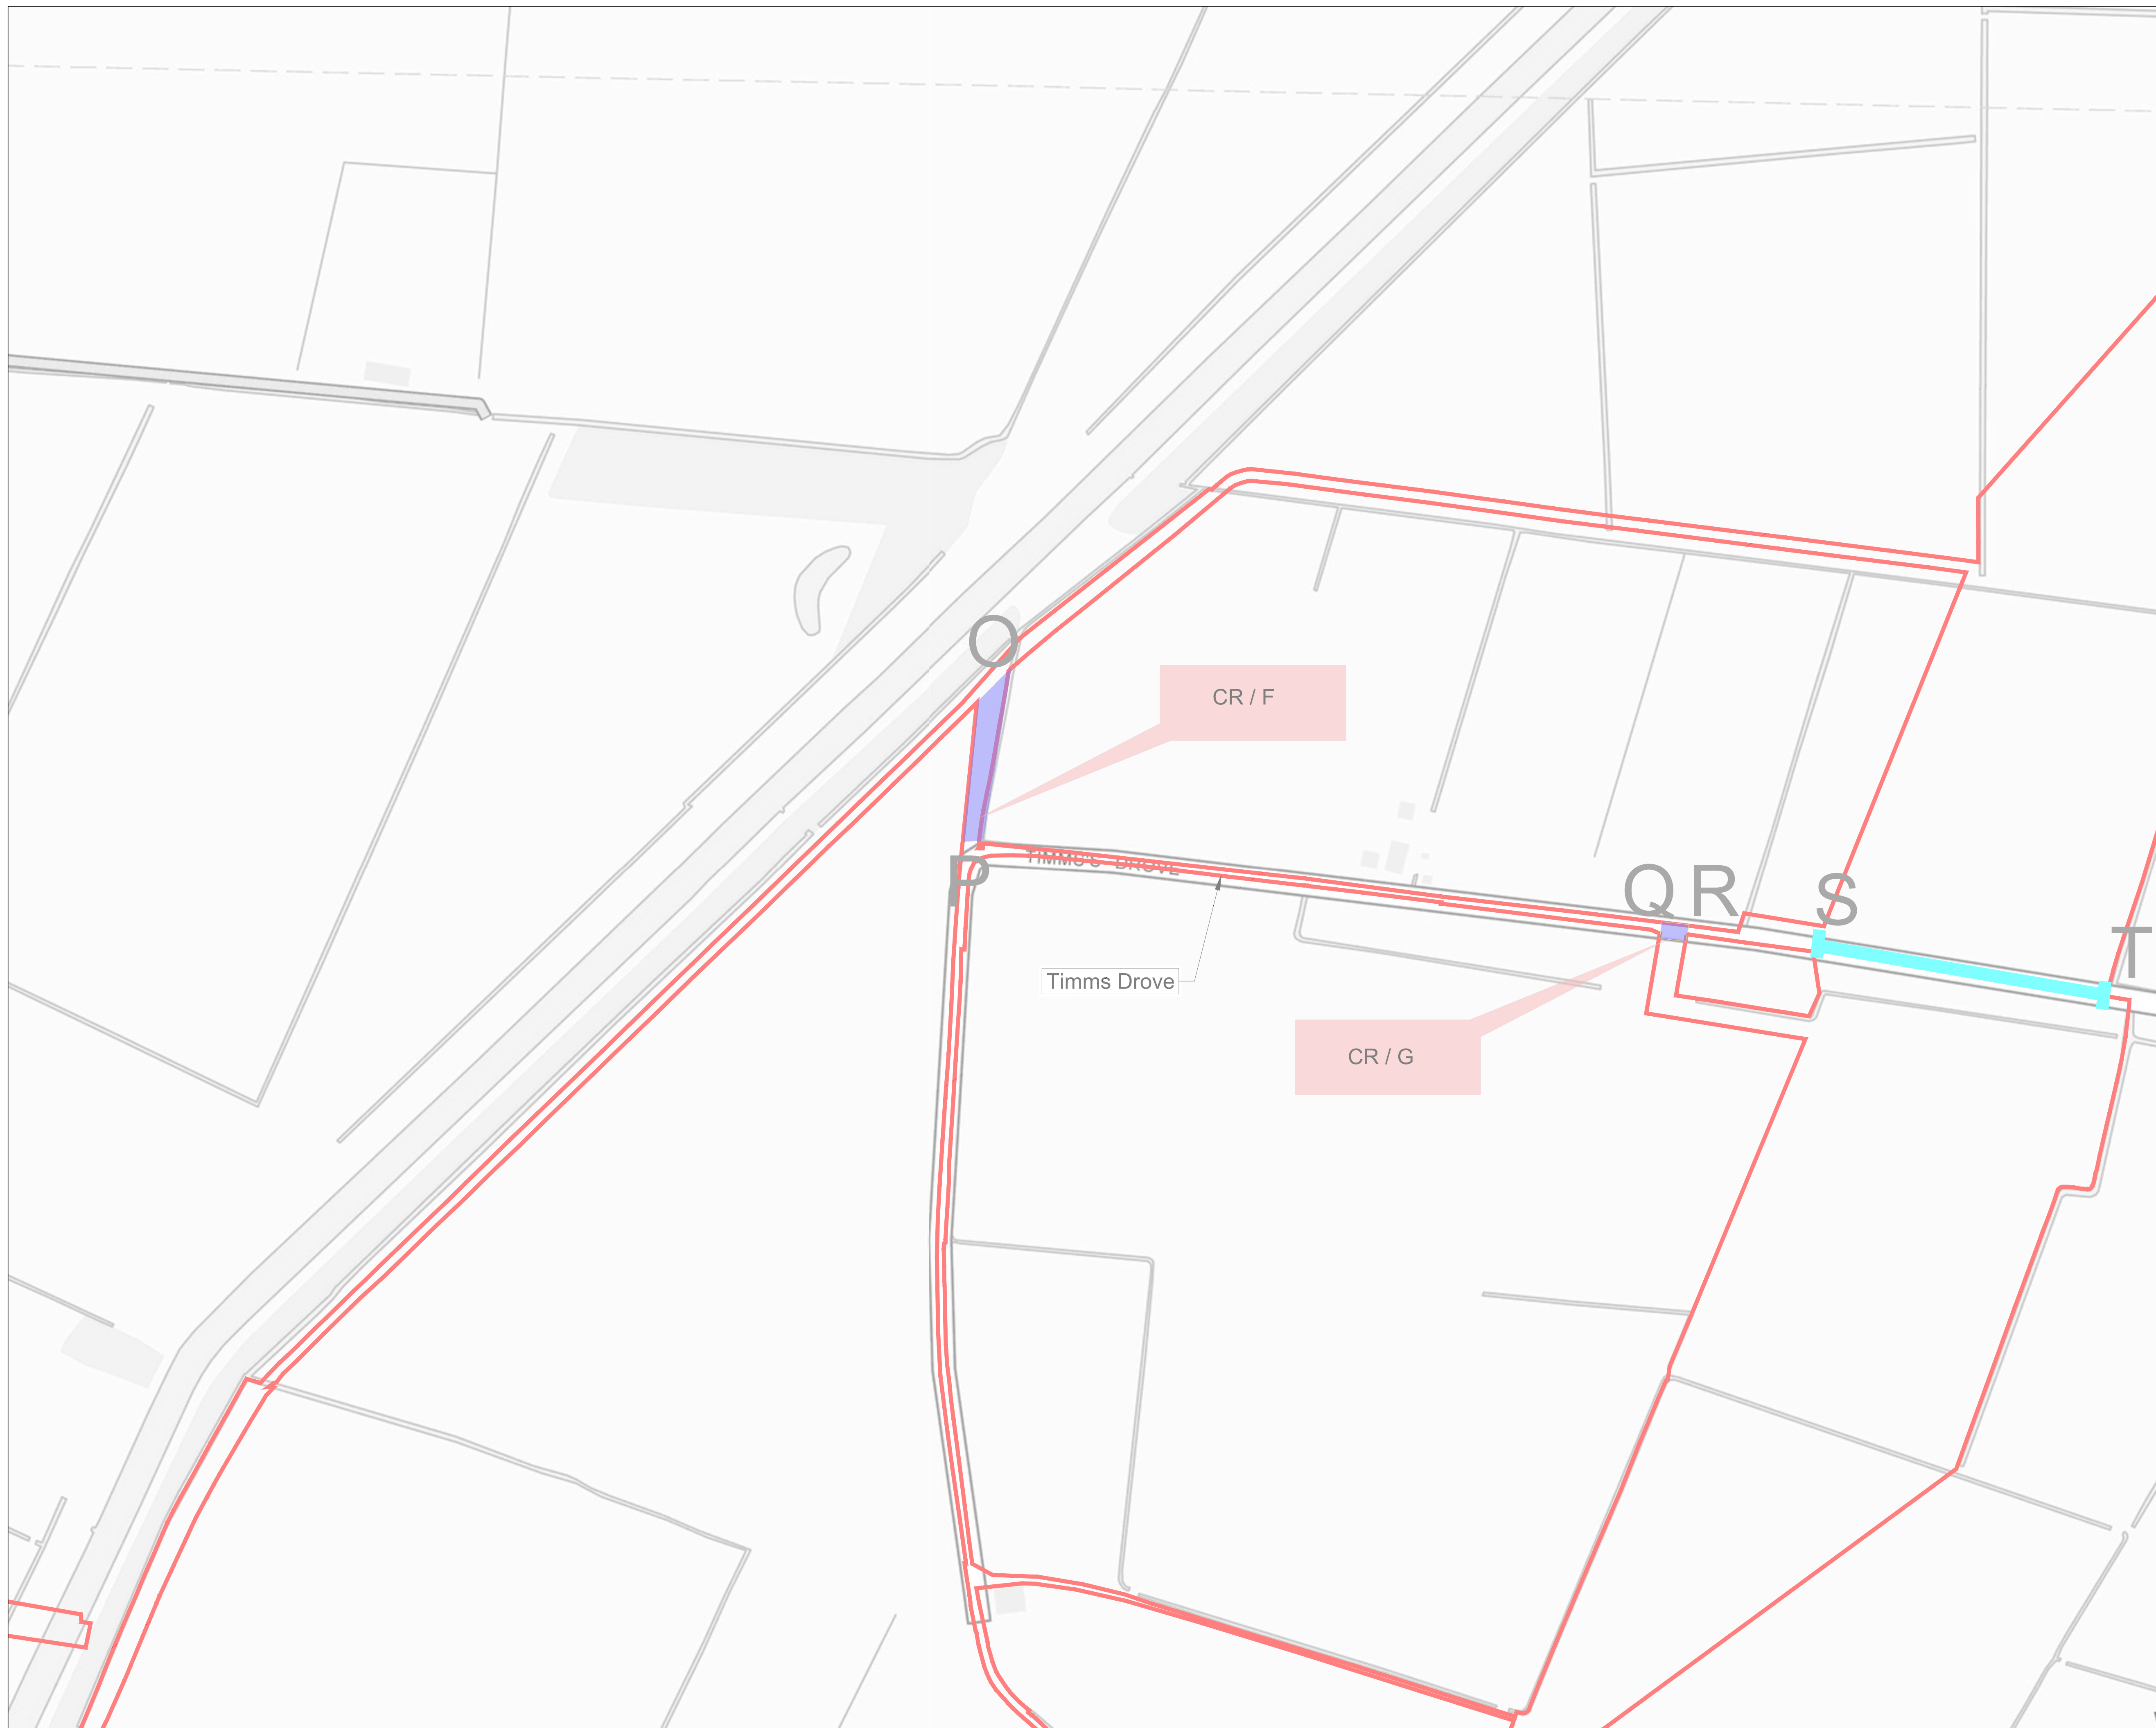 O
CR / F
P
TIMMS'S DROVE
Q R S
T
Timms Drove
CR / G